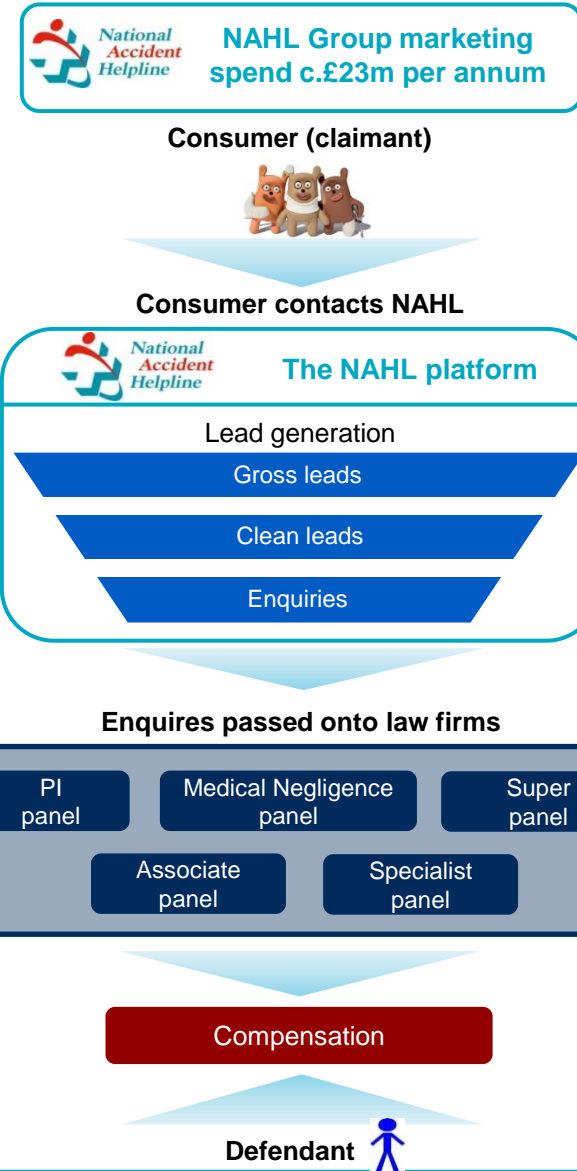 National
Accident
Helpline
NAHL Group marketing
spend c.£23m per annum
Consumer (claimant)
Consumer contacts NAHL
National
Accident
Helpline
The NAHL platform
Lead generation
Gross leads
Clean leads
Enquiries
Enquires passed onto law firms
PI
panel
Medical Negligence
panel
Super
panel
Associate
panel
Specialist
panel
Compensation
Defendant